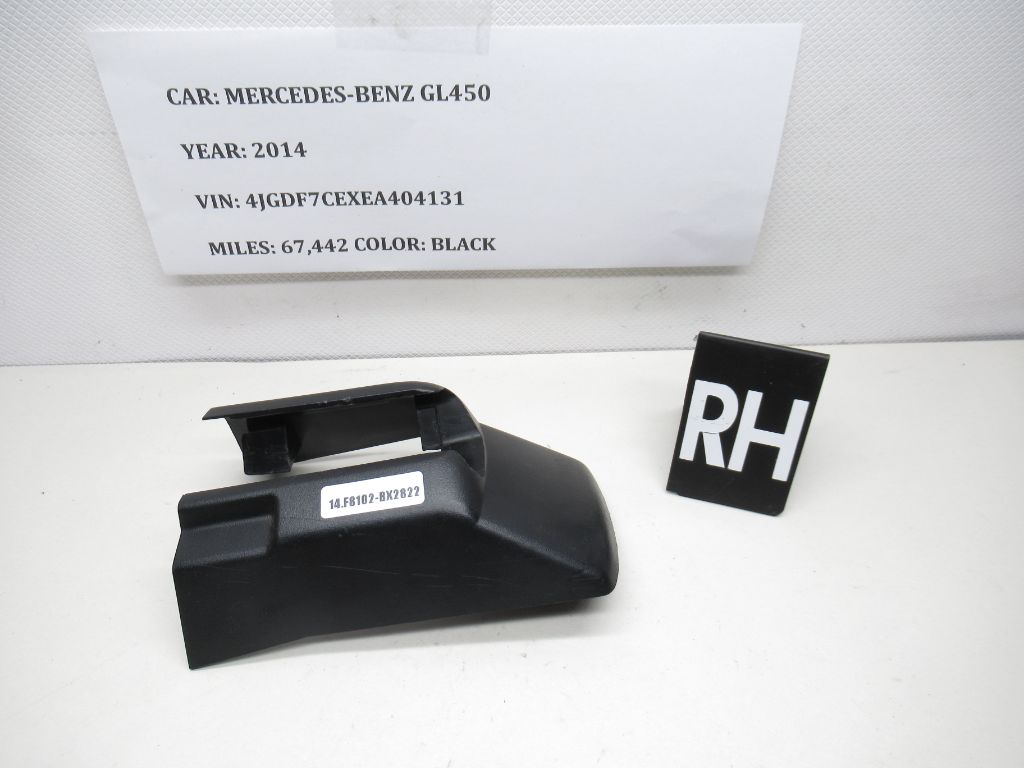 CAR: MERCEDES-BENZ GL450
YEAR: 2014
VIN: 4JGDF7CEXEA404131
MILES: 67,442 COLOR: BLACK
RH
14.F8102-BX2822